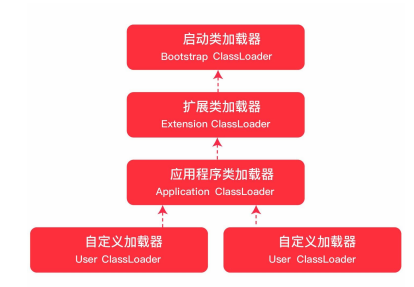 启动类加载器
Bootstrap ClassLoader
扩展类加载器
Extension ClassLoader
应用程序类加载器
Application ClassLoader
自定义加载器
User ClassLoader
自定义加载器
User ClassLoader